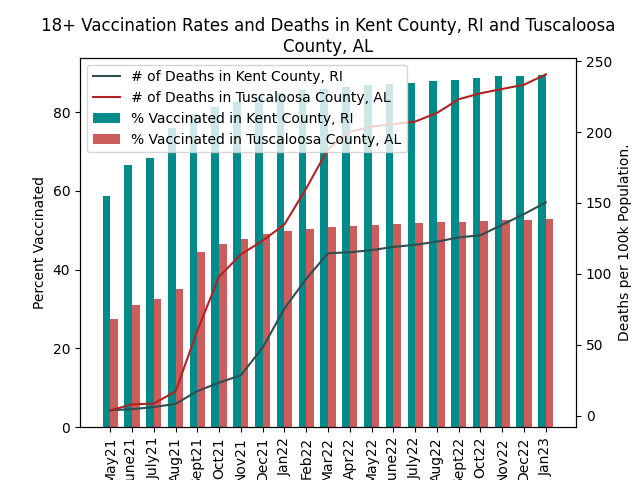 18+ Vaccination Rates and Deaths in Kent County, RI and Tuscaloosa
County, AL
# of Deaths in Kent County, RI
# of Deaths in Tuscaloosa County, AL
% Vaccinated in Kent County, RI
% Vaccinated in Tuscaloosa County, AL
Percent Vaccinated
0
20
40
60
80
Deaths per 100k Population.
0
50
100
150
200
250
May21
June21
July21
Aug21
Sept21
Oct21
Nov21
Dec21
Jan22
Feb22
Mar22
Apr22
May22
June22
July22
Aug22
Sept22
Oct22
Nov22
Dec22
Jan23